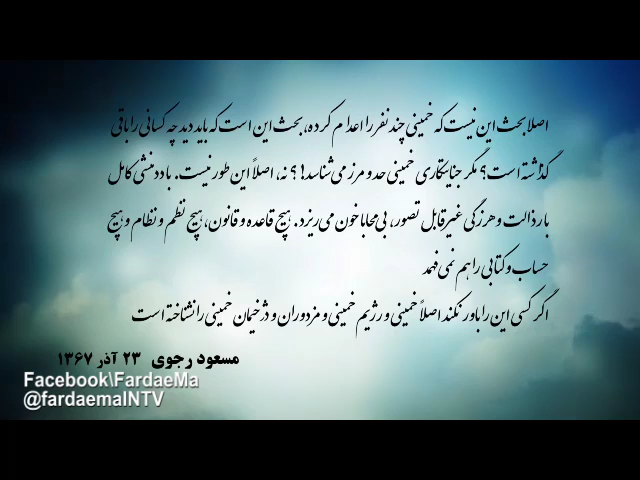 اصلا بحث این نیست که خمینی چند نفر را اعدام کرده، بحث این است که باید دید چه کسانی را باقی
گذاشته است؟ مگر جنایتکاری خمینی حد و مرز می‌شناسد!؟ نه، اصلاً این طور نیست. با ددمنشی کامل
با رذالت و هرزگی غیرقابل تصور، بی‌محابا خون می‌ریزد. هیچ قاعده و قانون، هیچ نظم و نظام و هیچ
حساب و کتابی را هم نمی‌فهمد
اگر کسی این را باور نکند اصلاً خمینی و رژیم خمینی و مزدوران و دژخیمان خمینی را نشناخته است
مسعود رجوی ۲۳ آذر ۱۳۶۷
Facebook\FardaeMa
@fardaemaINTV